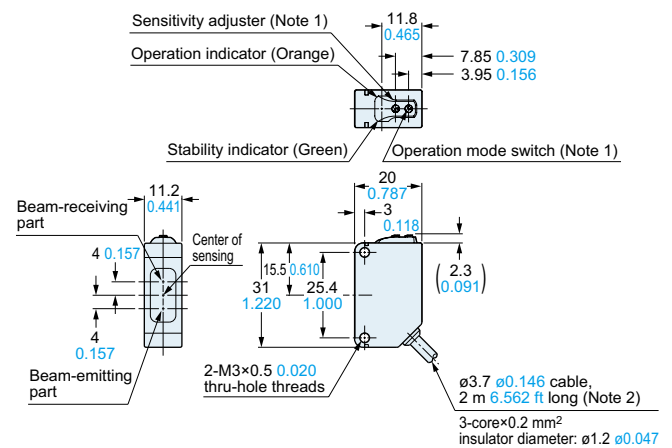 Sensitivity adjuster (Note 1)
11.8
0.465
Operation indicator (Orange)
7.85 0.309
3.95 0.156
Stability indicator (Green)
Operation mode switch (Note 1)
11.2
0.441
20
0.787
Beam-receiving
part
3
0.118
4 0.157
Center of
sensing
15.5 0.610
31
1.220
25.4
1.000
(2.3
0.091)
4
0.157
Beam-emitting
part
2-M3×0.5 0.020
thru-hole threads
ø3.7 ø0.146 cable,
2 m 6.562 ft long (Note 2)
3-core×0.2 mm²
insulator diameter: ø1.2 ø0.047